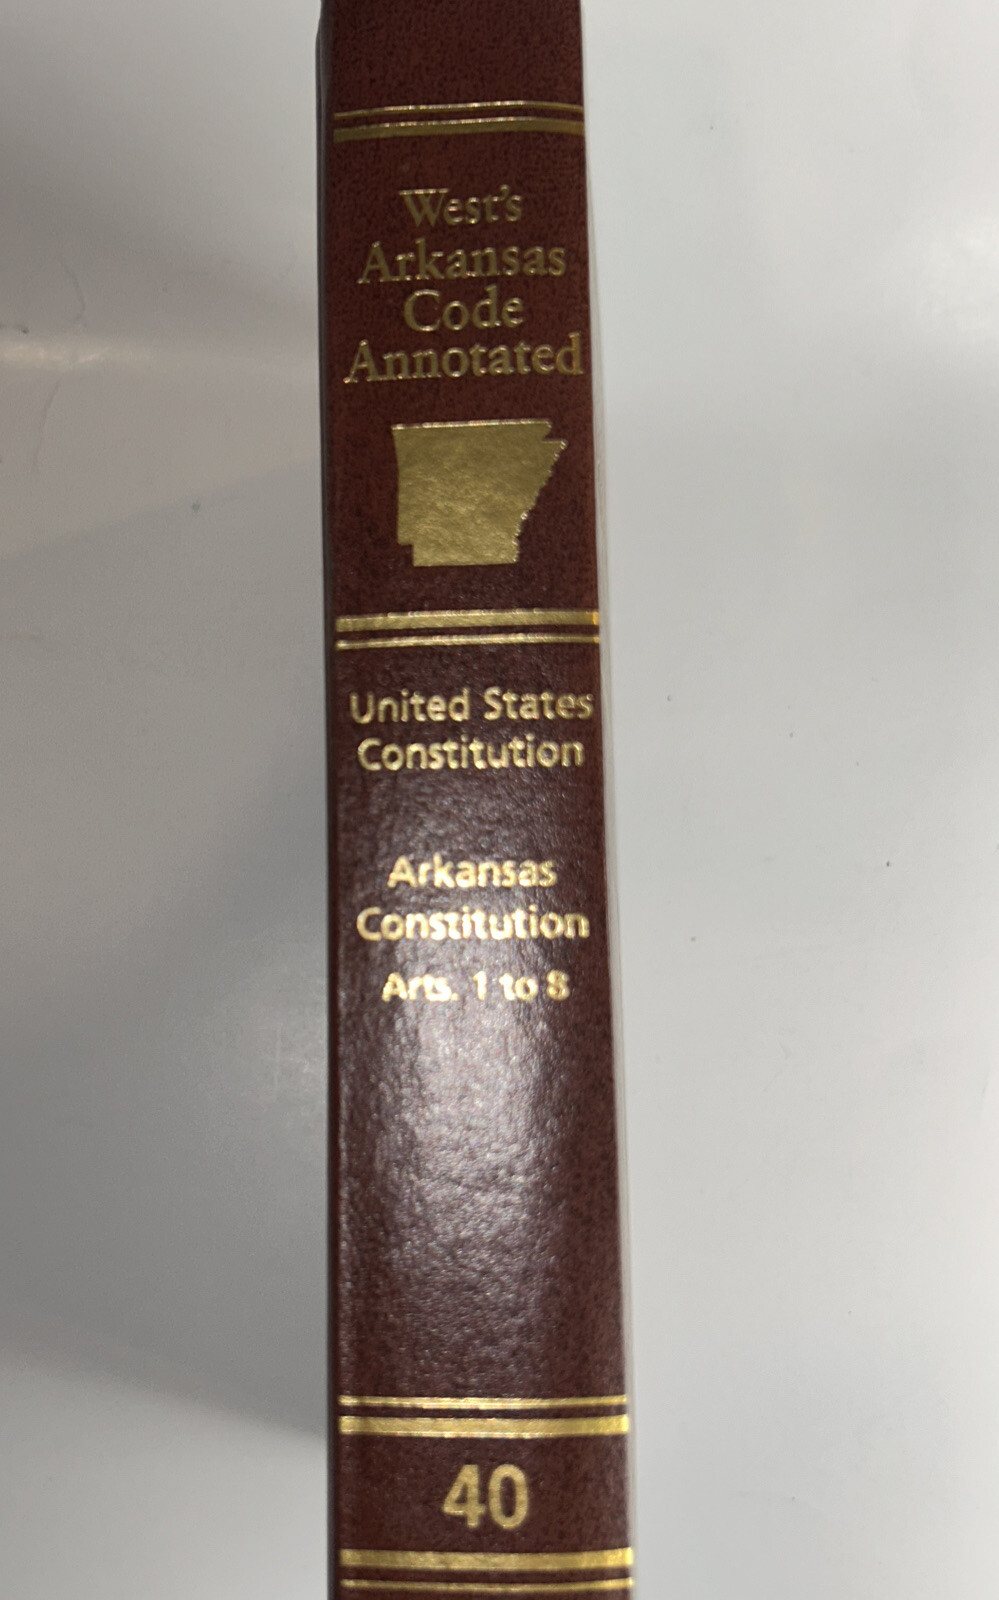 West's
Arkansas
Code
Annotated
United States
Constitution
Arkansas
Constitution
Arts. 1 to 8
40